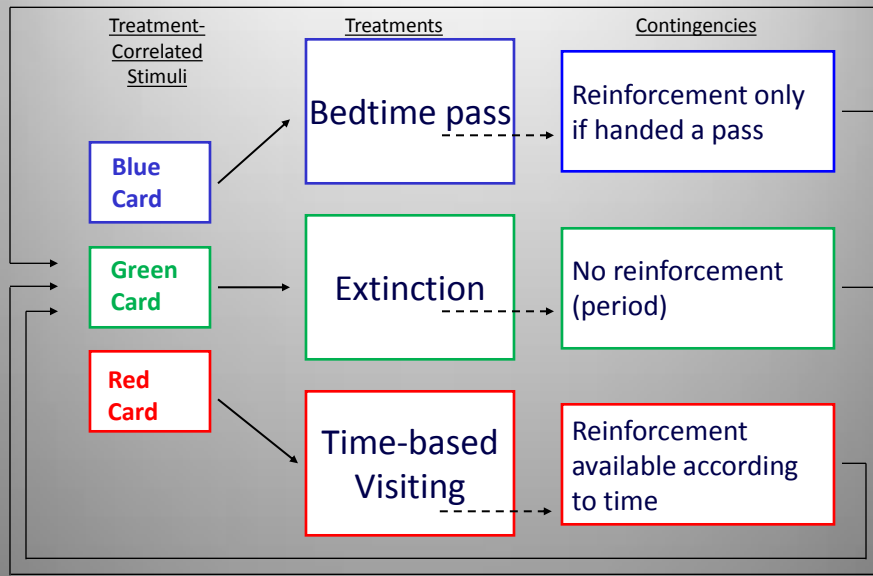 Treatment-
Correlated
Stimuli
Treatments
Contingencies
Blue
Card
Bedtime pass
Reinforcement only
if handed a pass
Green
Card
Extinction
No reinforcement
(period)
Red
Card
Time-based
Visiting
Reinforcement
available according
to time